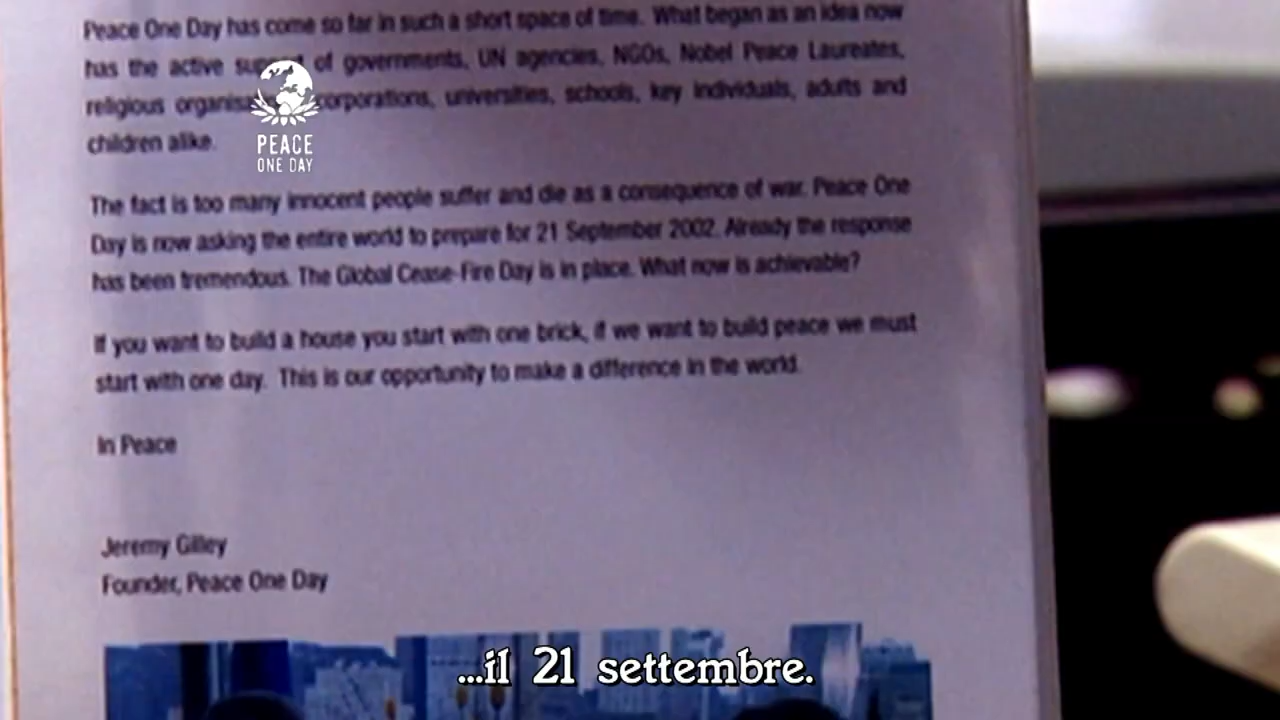 Peace One Day has come so far in such a short space of time. What began as an idea now
has the active support of governments, UN agencies, NGOs, Nobel Peace Laureates,
religious corporations, universities, schools, key individuals, adults and
children alike.
PEACE
ONE DAY
The fact is too many innocent people suffer and die as a consequence of war. Peace One
Day is now asking the entire world to prepare for 21 September 2002. Already the response
has been tremendous. The Global Cease-Fire Day is in place. What now is achievable?
If you want to build a house you start with one brick, if we want to build peace we must
start with one day. This is our opportunity to make a difference in the world.
In Peace
Jeremy Gilley
Founder, Peace One Day
...il 21 settembre.